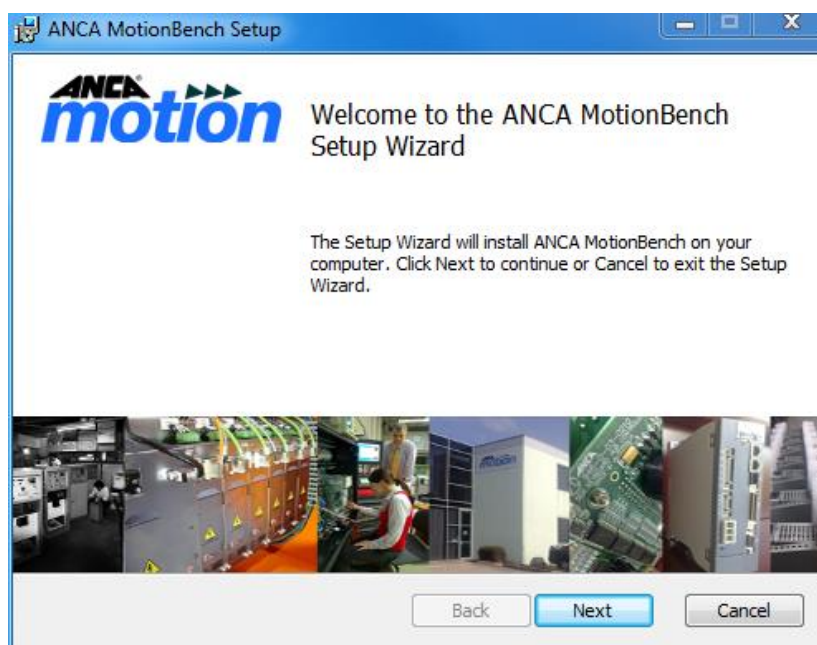 ANCA MotionBench Setup
ANCA
motion
Welcome to the ANCA MotionBench
Setup Wizard
The Setup Wizard will install ANCA MotionBench on your
computer. Click Next to continue or Cancel to exit the Setup
Wizard.
motion
Back
Next
Cancel